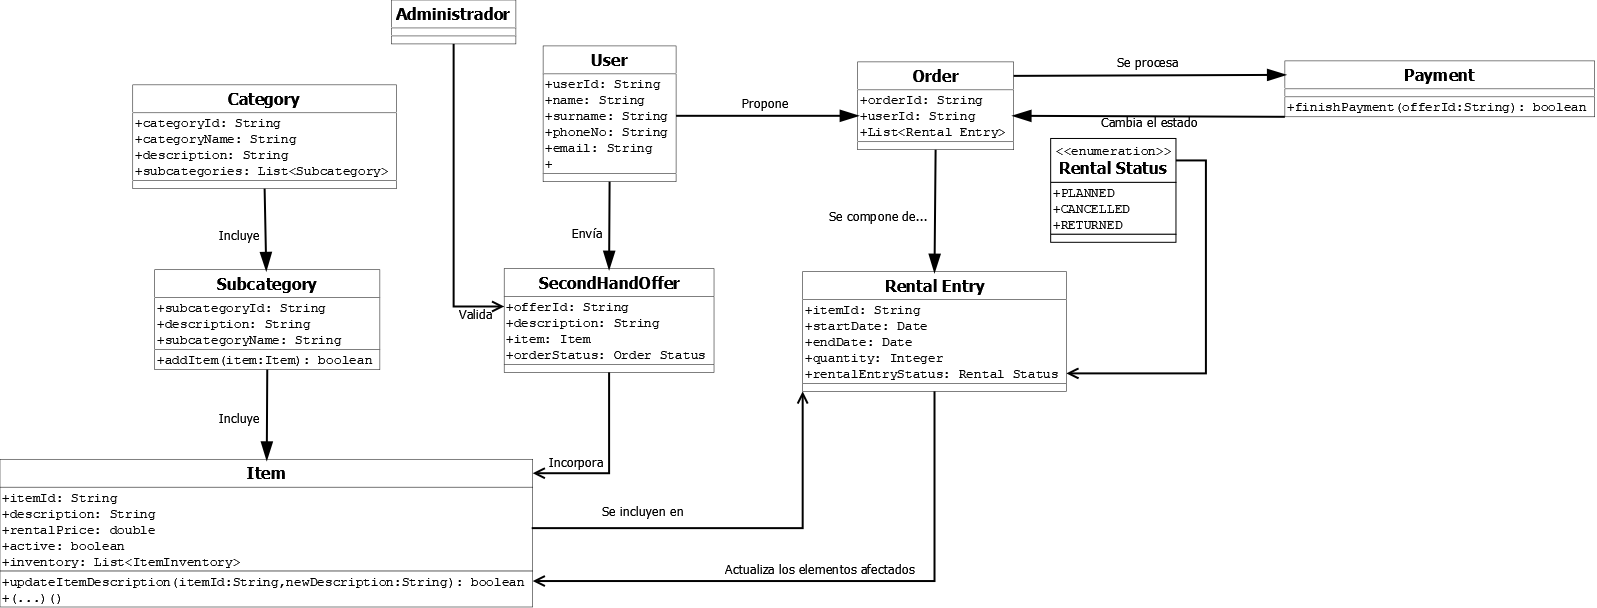 Administrador
User
+userId: String
+name: String
+surname: String
+phoneNo: String
+email: String
+
Propone
Order
+orderId: String
+userId: String
+List<Rental Entry>
Se procesa
Cambia el estado
Payment
+finishPayment(offerId:String): boolean
Category
+categoryId: String
+categoryName: String
+description: String
+subcategories: List<Subcategory>
<<enumeration>>
Rental Status
+PLANNED
+CANCELLED
+RETURNED
Incluye
Envía
Se compone de...
Subcategory
+subcategoryId: String
+description: String
+subcategoryName: String
+addItem(item:Item): boolean
Valida
SecondHandOffer
+offerId: String
+description: String
+item: Item
+orderStatus: Order Status
Rental Entry
+itemId: String
+startDate: Date
+endDate: Date
+quantity: Integer
+rentalEntryStatus: Rental Status
Incluye
Incorpora
Item
+itemId: String
+description: String
+rentalPrice: double
+active: boolean
+inventory: List<ItemInventory>
+updateItemDescription(itemId:String,newDescription:String): boolean
+(...)()
Se incluyen en
Actualiza los elementos afectados